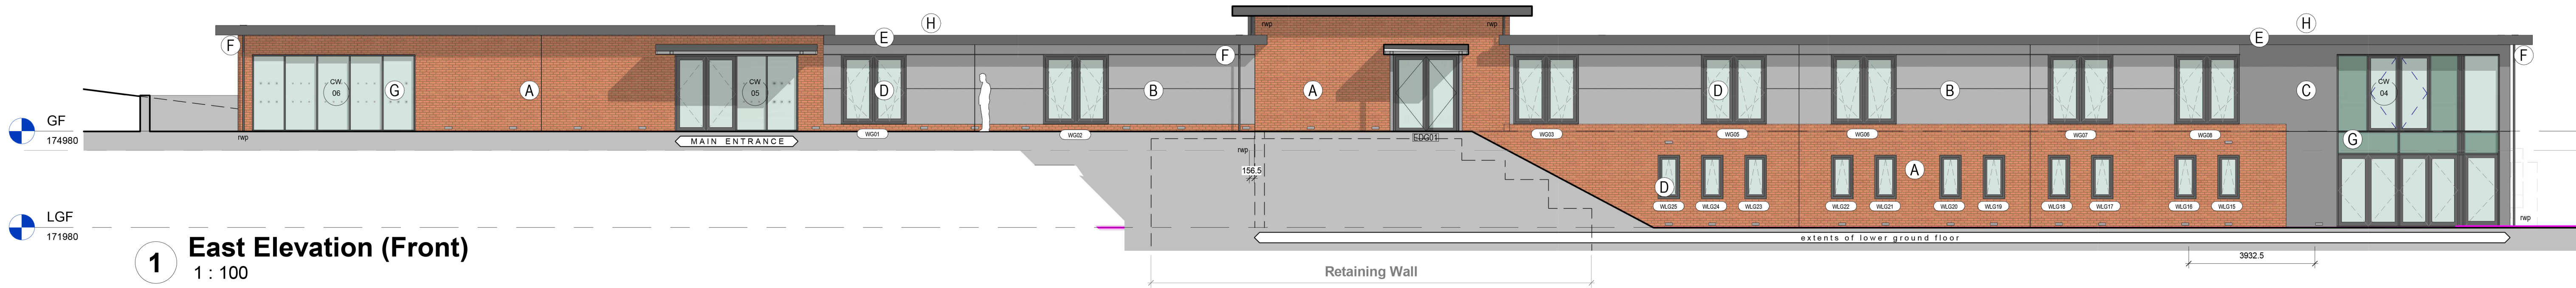 rwp
rwp
H
H
F
E
E
F
F
CW
06
G
A
CW
05
D
B
A
D
B
C
CW
04
GF
174980
rwp
MAIN ENTRANCE
WG01
WG02
EDG01
WG03
WG05
WG06
WG07
WG08
G
rwp
156.5
A
D
WLG25
WLG24
WLG23
WLG22
WLG21
WLG20
WLG19
WLG18
WLG17
WLG16
WLG15
rwp
LGF
171980
extents of lower ground floor
1
East Elevation (Front)
1 : 100
3932.5
Retaining Wall